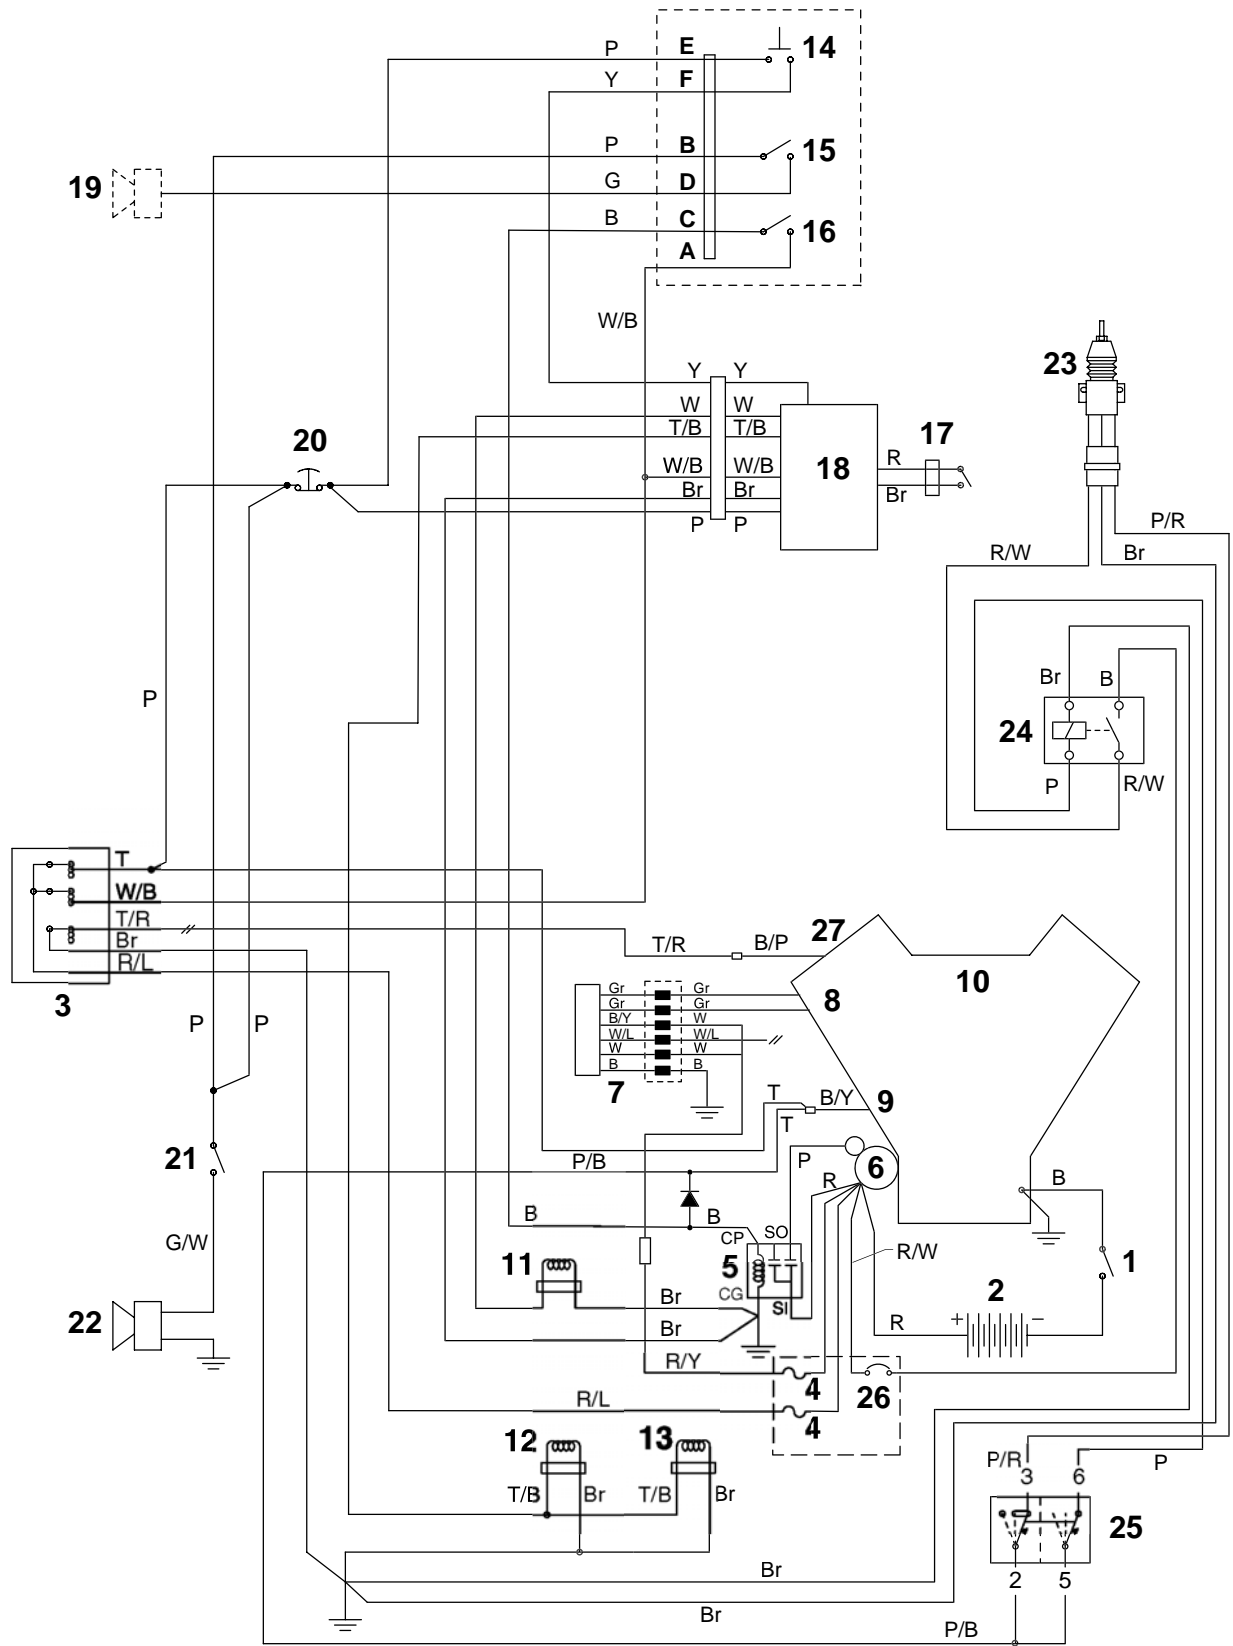 P E 14
Y F
P B 15
19 G D
B C 16
A
W/B
23
Y Y
W W
T/B T/B
17
20
W/B W/B 18 R
Br Br Br
P P
P/R
R/W Br
P
Br B
24
P R/W
T
W/B
T/R
Br
R/L
3
T/R B/P 27
10
8
Gr Gr
Gr Gr
B/Y W
W/L W/L
W W
B B
7
P P
T B/Y 9
T
21
P/B P R 6
B
B B CP SO
G/W
R/W
11 5 1
CG SI
2
22
Br
Br R + −
R/Y 4
R/L 26
4
12 13
P/R 3 6 P
T/B Br T/B Br
25
Br 2 5
Br
P/B